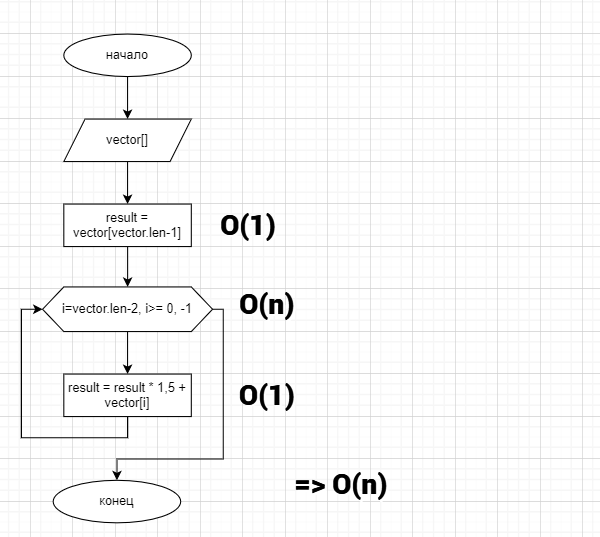 начало
vector[]
result =
vector[vector.len-1]
O(1)
i=vector.len-2, i>= 0, -1
O(n)
result = result * 1,5 +
vector[i]
O(1)
=> O(n)
конец